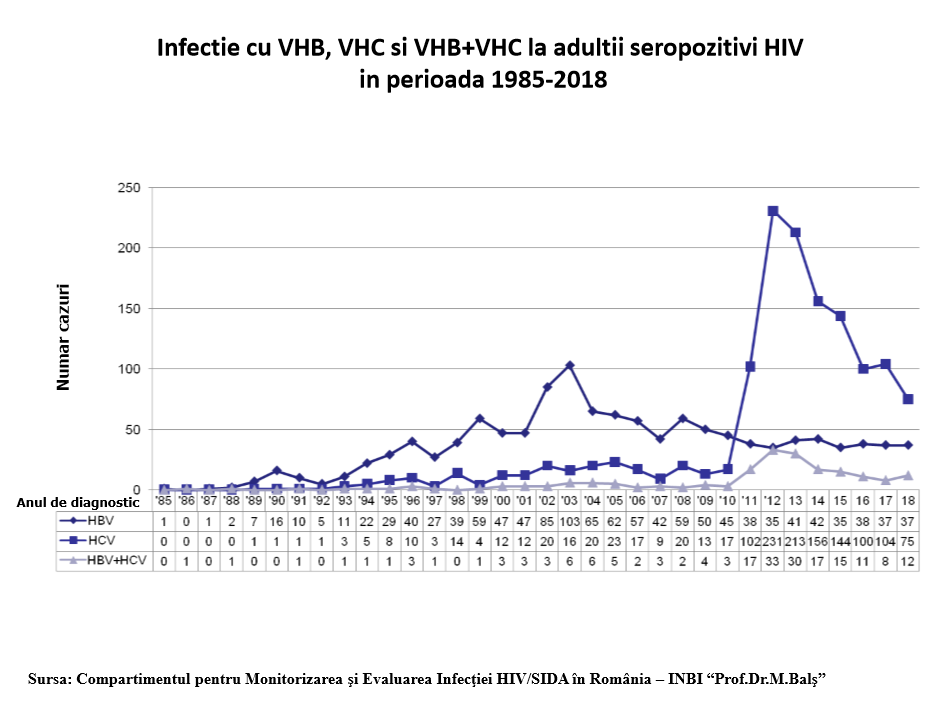 Infectie cu VHB, VHC si VHB+VHC la adultii seropozitivi HIV
in perioada 1985-2018
250
200
150
100
50
0
Numar cazuri
Anul de diagnostic '85 '86 '87 '88 '89 '90 '91 '92 '93 '94 '95 '96 '97 '98 '99 '00 '01 '02 '03 '04 '05 '06 '07 '08 '09 '10 '11 '12 13 14 15 16 17 18
HBV 1 0 1 2 7 16 10 5 11 22 29 40 27 39 59 47 47 85 103 65 62 57 42 59 50 45 38 35 41 42 35 38 37 37
HCV 0 0 0 0 1 1 1 1 3 5 8 10 3 14 4 12 12 20 16 20 23 17 9 20 13 17 102 231 213 156 144 100 104 75
HBV+HCV 0 1 0 1 0 0 1 0 1 1 1 3 1 0 1 3 3 3 6 6 5 2 3 2 4 3 17 33 30 17 15 11 8 12
Sursa: Compartimentul pentru Monitorizarea şi Evaluarea Infecţiei HIV/SIDA în România – INBI “Prof.Dr.M.Balş”